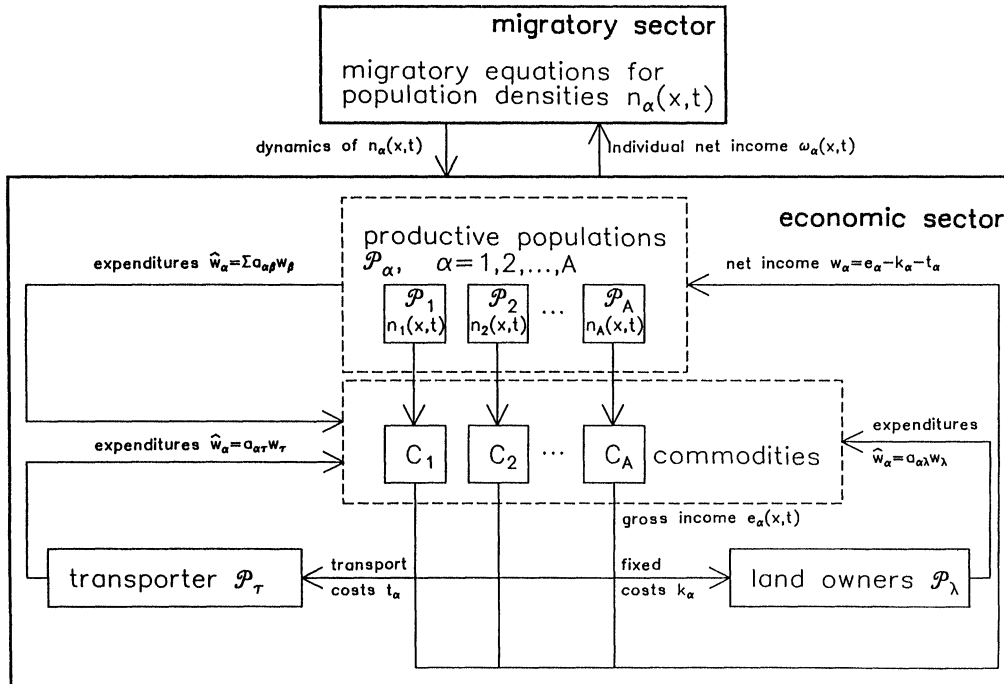 migratory sector
migratory equations for
population densities n_α(x,t)
dynamics of n_α(x,t)
individual net income ω_α(x,t)
economic sector
productive populations
𝒫_α, α=1,2,...,A
expenditures ŵ_α=Σa_αβw_β
net income w_α=e_α−k_α−t_α
𝒫_1 𝒫_2 ... 𝒫_A
n_1(x,t) n_2(x,t) n_A(x,t)
expenditures ŵ_α=a_ατw_τ
expenditures
ŵ_α=a_αλw_λ
C_1 C_2 ... C_A commodities
gross income e_α(x,t)
transporter 𝒫_τ
transport
costs t_α
fixed
costs k_α
land owners 𝒫_λ